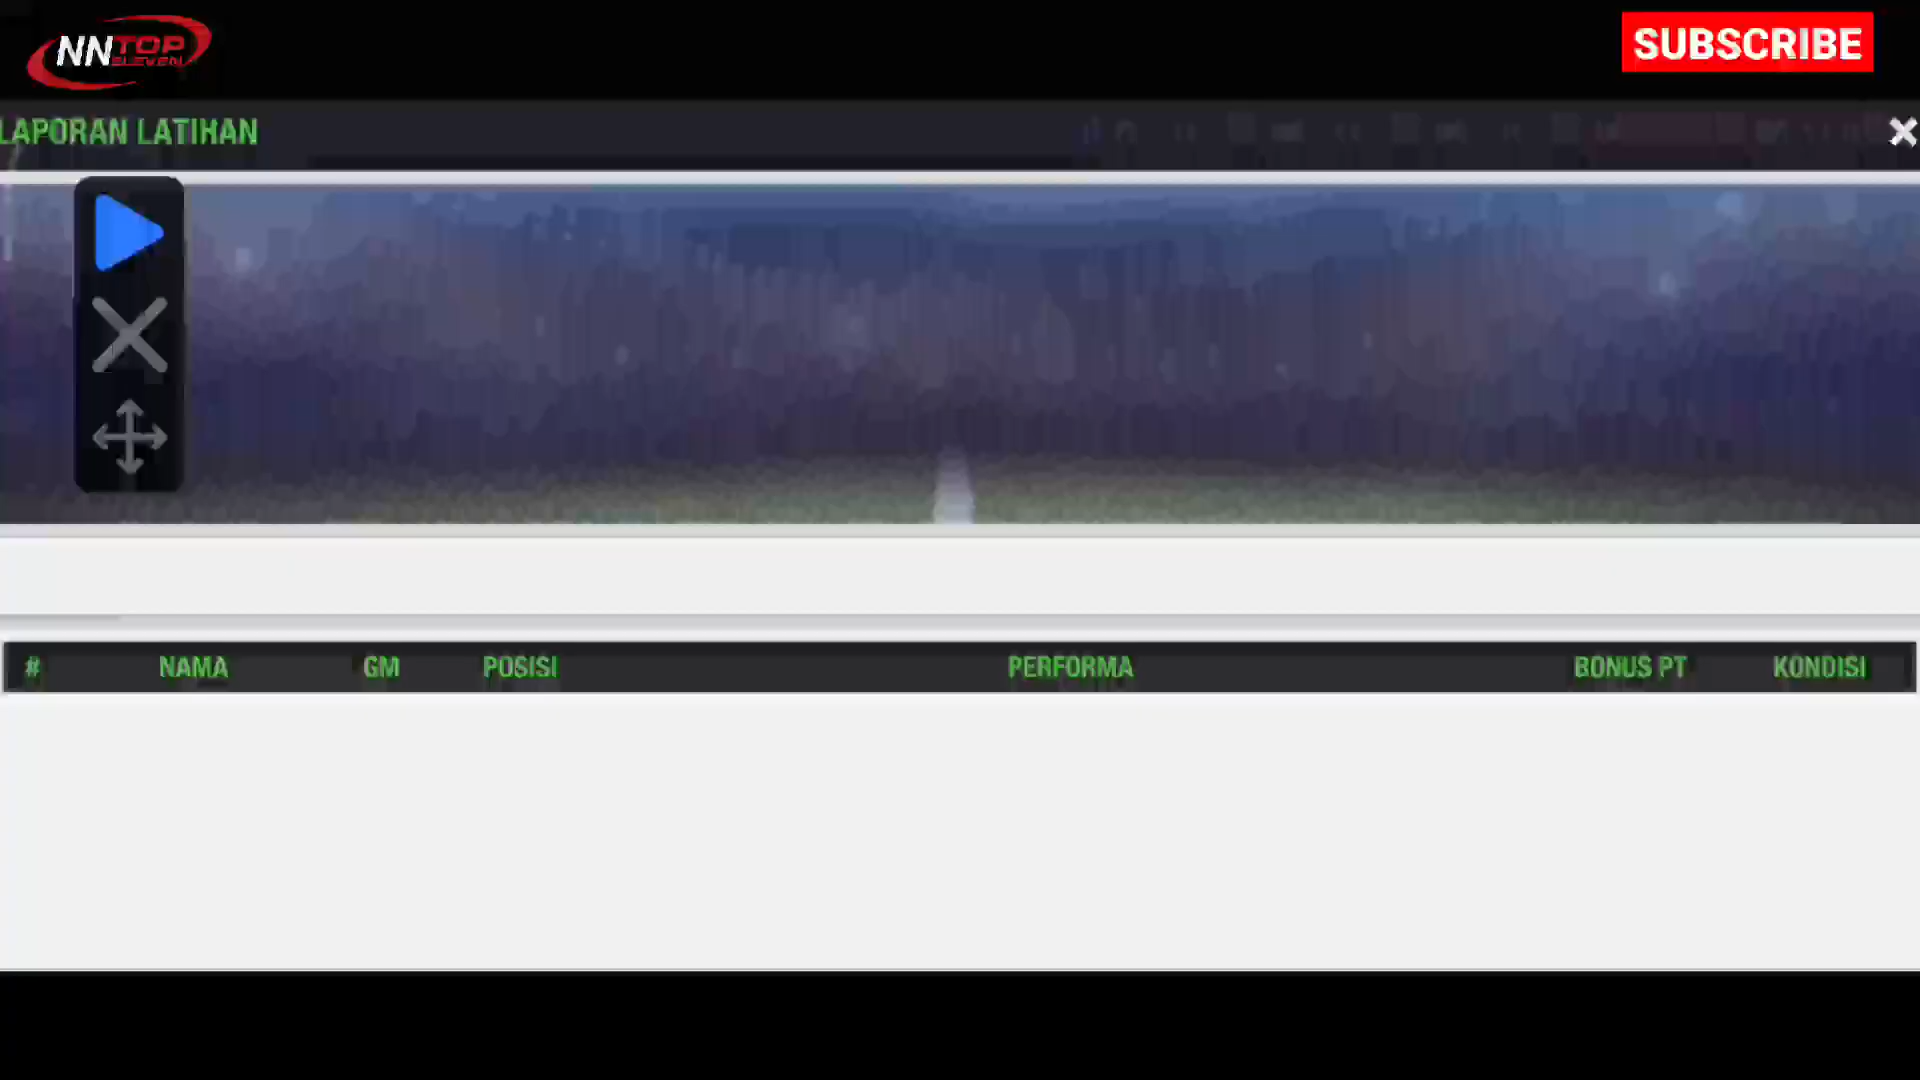 NNTOP
ELEVEN
SUBSCRIBE
LAPORAN LATIHAN
# NAMA GM POSISI PERFORMA BONUS PT KONDISI